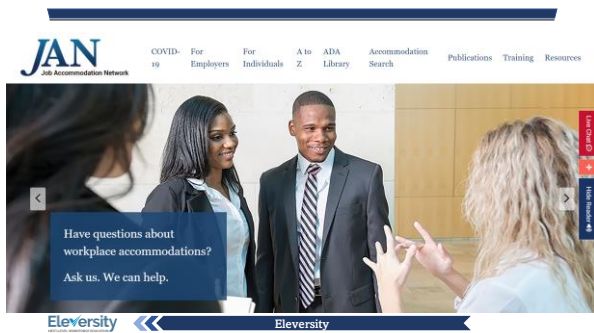 JAN
Job Accommodation Network
COVID-19
For Employers
For Individuals
A to Z
ADA Library
Accommodation Search
Publications
Training
Resources
Live Chat
+
Hide Reader
Have questions about
workplace accommodations?
Ask us. We can help.
Eleversity
Eleversity